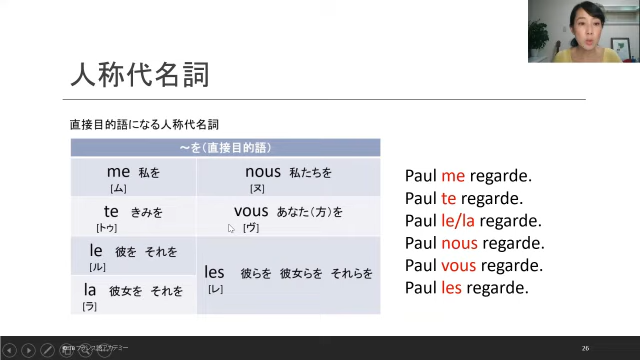 人称代名詞
直接目的語になる人称代名詞
～を(直接目的語)
me 私を
[ム]
nous 私たちを
[ヌ]
te きみを
[トゥ]
vous あなた(方)を
[ヴ]
le 彼を それを
[ル]
la 彼女を それを
[ラ]
les 彼らを 彼女らを それらを
[レ]
Paul me regarde.
Paul te regarde.
Paul le/la regarde.
Paul nous regarde.
Paul vous regarde.
Paul les regarde.
26